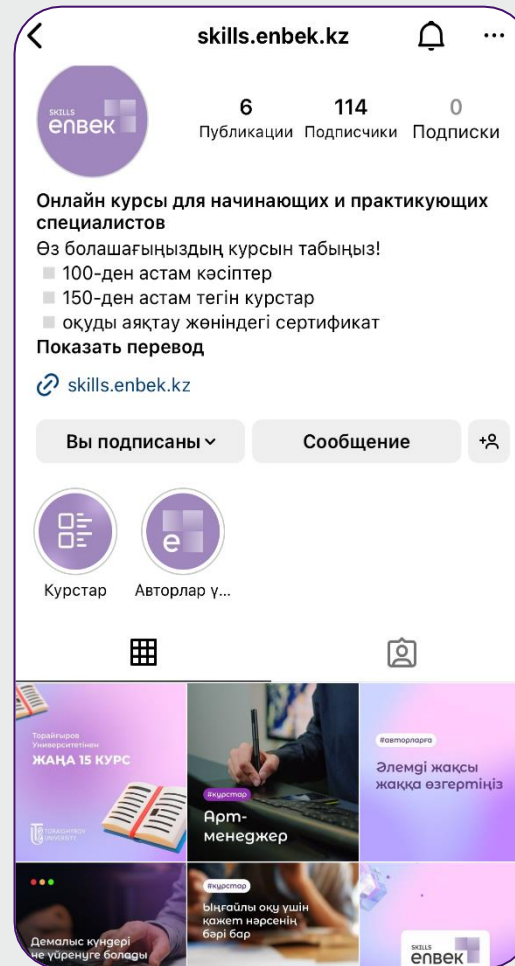 skills.enbek.kz
SKILLS
enbek
6
114
0
Публикации
Подписчики
Подписки
Онлайн курсы для начинающих и практикующих
специалистов
Өз болашағыңыздың курсын табыңыз!
100-ден астам кәсіптер
150-ден астам тегін курстар
оқуды аяқтау жөніндегі сертификат
Показать перевод
skills.enbek.kz
Вы подписаны
Сообщение
e
Курстар
Авторлар ү...
Торайғыров
Университетінен
ЖАҢА 15 КУРС
TORAIGHYROV
UNIVERSITY
#курстар
Арт-
менеджер
#авторларға
Әлемді жақсы
жаққа өзгертіңіз
Демалыс күндері
не үйренуге болады
#курстар
Ыңғайлы оқу үшін
қажет нәрсенің
бәрі бар
SKILLS
enbek